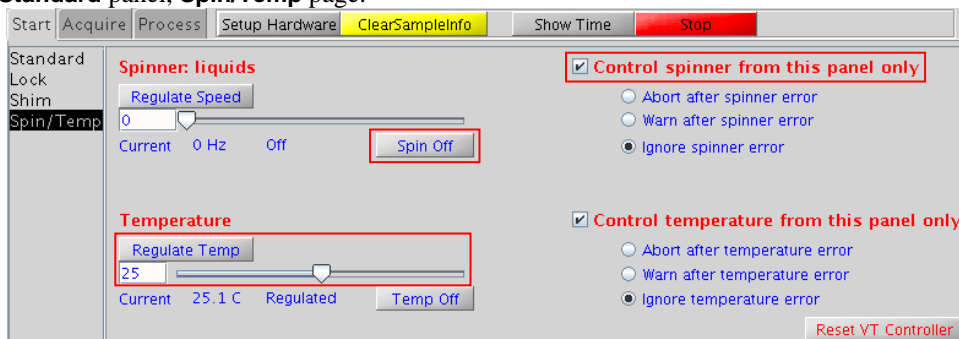 Standard panel, Spin/Temp page.
Start Acquire Process Setup Hardware ClearSampleInfo Show Time Stop
Standard
Lock
Shim
Spin/Temp
Spinner: liquids
Regulate Speed
0
Current 0 Hz Off Spin Off
Control spinner from this panel only
Abort after spinner error
Warn after spinner error
Ignore spinner error
Temperature
Regulate Temp
25
Current 25.1 C Regulated Temp Off
Control temperature from this panel only
Abort after temperature error
Warn after temperature error
Ignore temperature error
Reset VT Controller